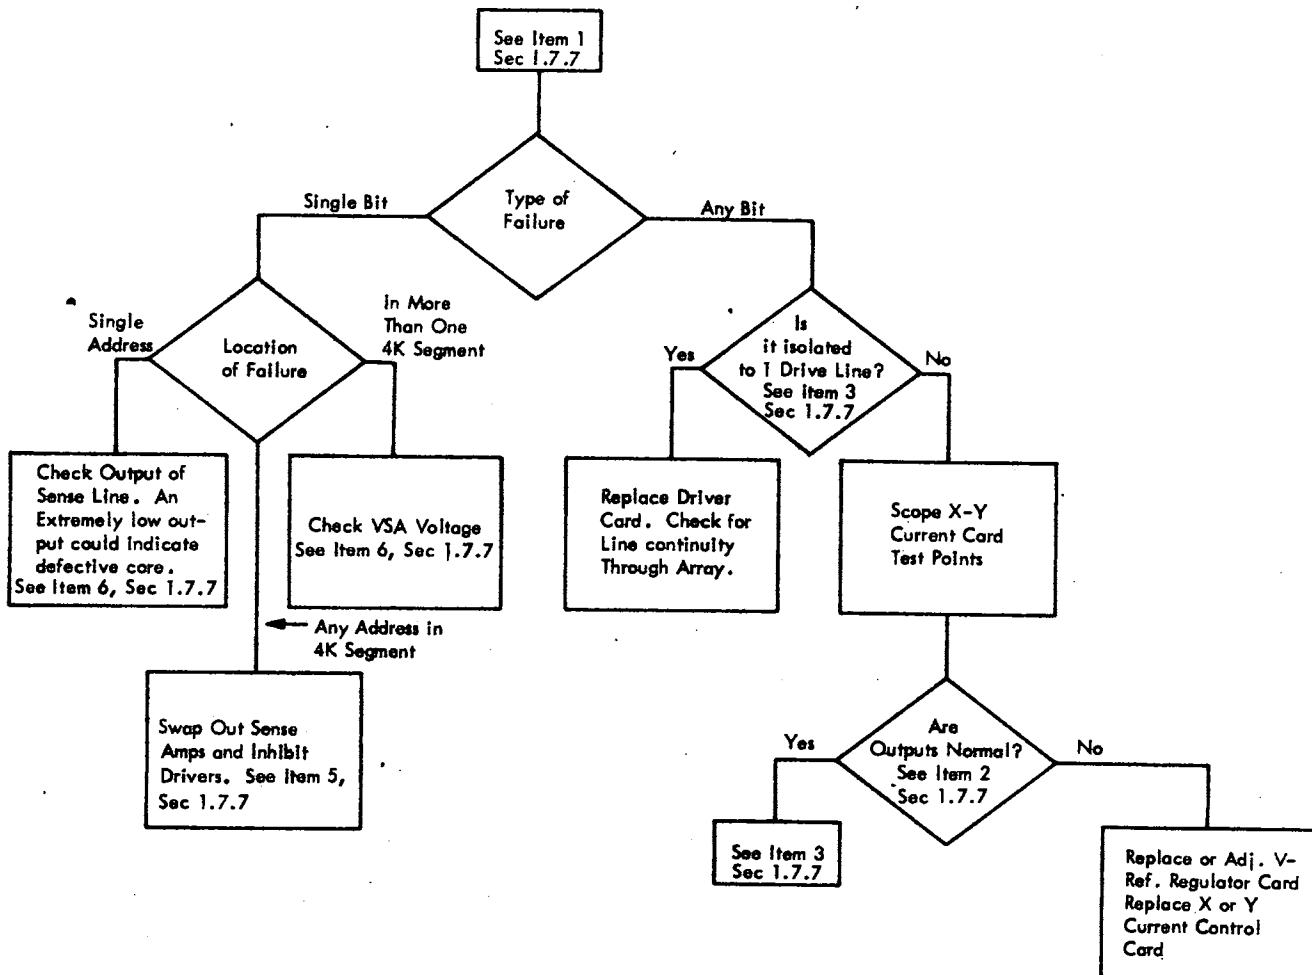 See Item 1
Sec 1.7.7
Type of
Failure
Single Bit
Any Bit
Single
Address
Location
of Failure
In More
Than One
4K Segment
Is
it isolated
to 1 Drive Line?
See Item 3
Sec 1.7.7
Yes
No
Check Output of
Sense Line. An
Extremely low out-
put could indicate
defective core.
See Item 6, Sec 1.7.7
Check VSA Voltage
See Item 6, Sec 1.7.7
Replace Driver
Card. Check for
Line continuity
Through Array.
Scope X-Y
Current Card
Test Points
Any Address in
4K Segment
Swap Out Sense
Amps and Inhibit
Drivers. See Item 5,
Sec 1.7.7
Are
Outputs Normal?
See Item 2
Sec 1.7.7
Yes
No
See Item 3
Sec 1.7.7
Replace or Adj. V-
Ref. Regulator Card
Replace X or Y
Current Control
Card